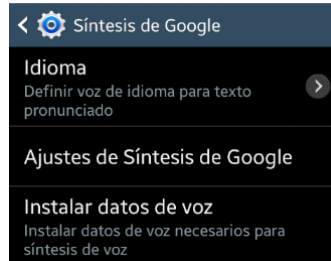 Síntesis de Google
Idioma
Definir voz de idioma para texto
pronunciado
Ajustes de Síntesis de Google
Instalar datos de voz
Instalar datos de voz necesarios para
síntesis de voz